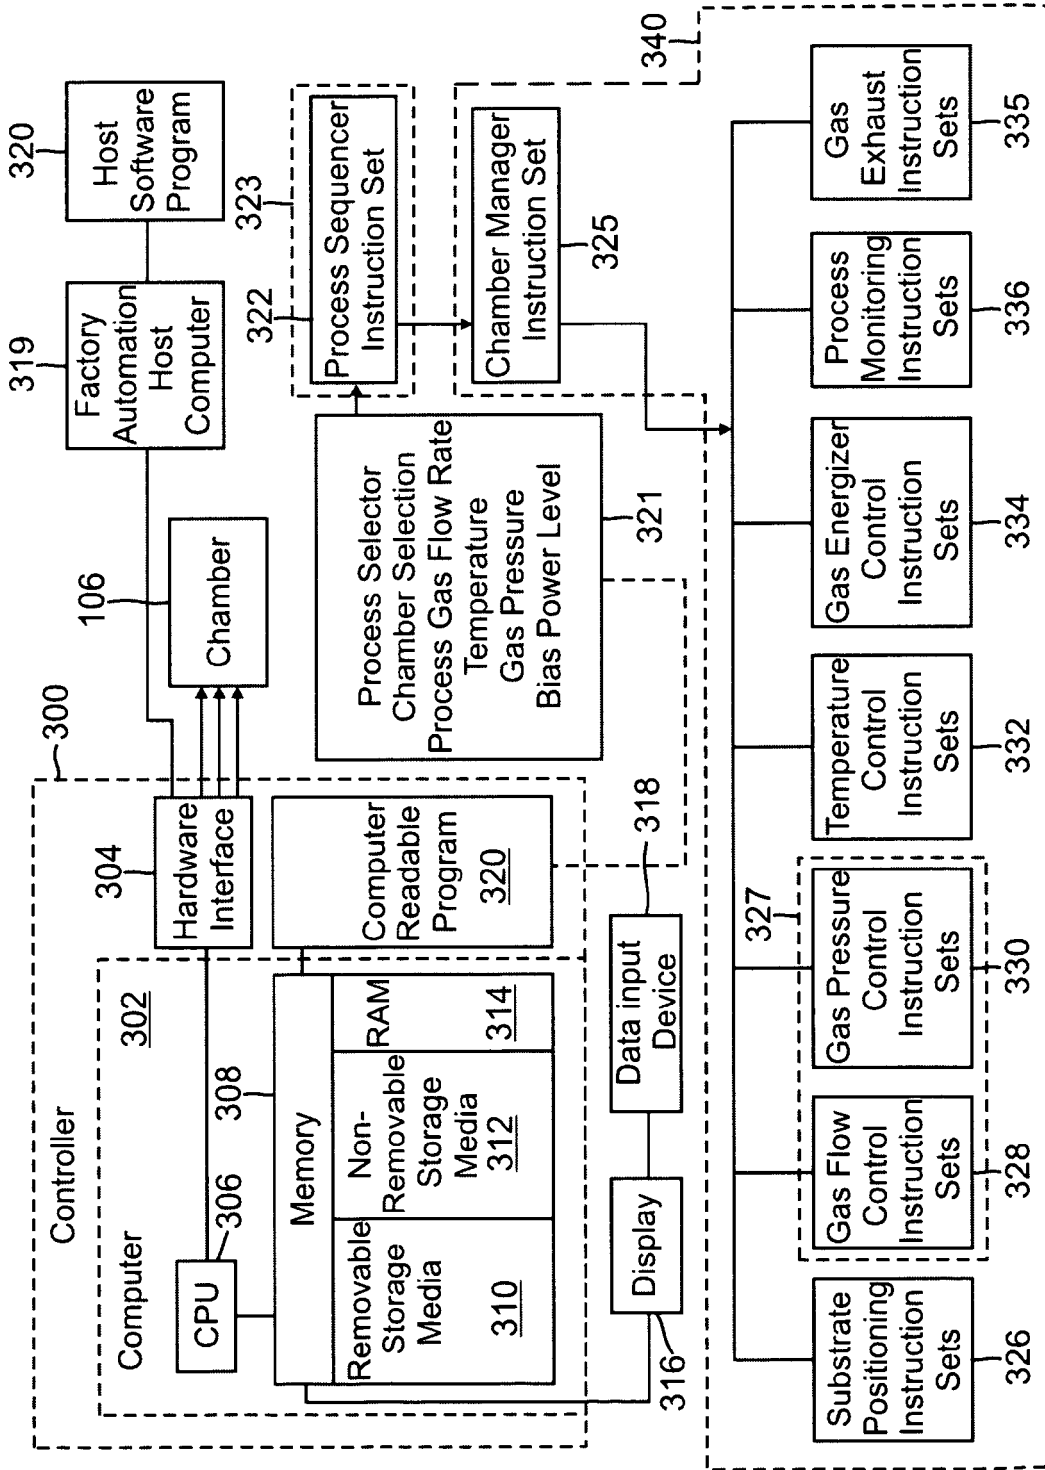 300
Controller
Computer
302
CPU
306
304
Hardware
Interface
106
Chamber
319
Factory
Automation
Host
Computer
320
Host
Software
Program
308
Memory
Removable
Storage
Media
310
Non-
Removable
Storage
Media
312
RAM
314
Computer
Readable
Program
320
316
Display
Data input
Device
318
Process Selector
Chamber Selection
Process Gas Flow Rate
Temperature
Gas Pressure
Bias Power Level
321
322
323
Process Sequencer
Instruction Set
Chamber Manager
Instruction Set
325
340
Substrate
Positioning
Instruction
Sets
326
327
Gas Flow
Control
Instruction
Sets
328
Gas Pressure
Control
Instruction
Sets
330
Temperature
Control
Instruction
Sets
332
Gas Energizer
Control
Instruction
Sets
334
Process
Monitoring
Instruction
Sets
336
Gas
Exhaust
Instruction
Sets
335